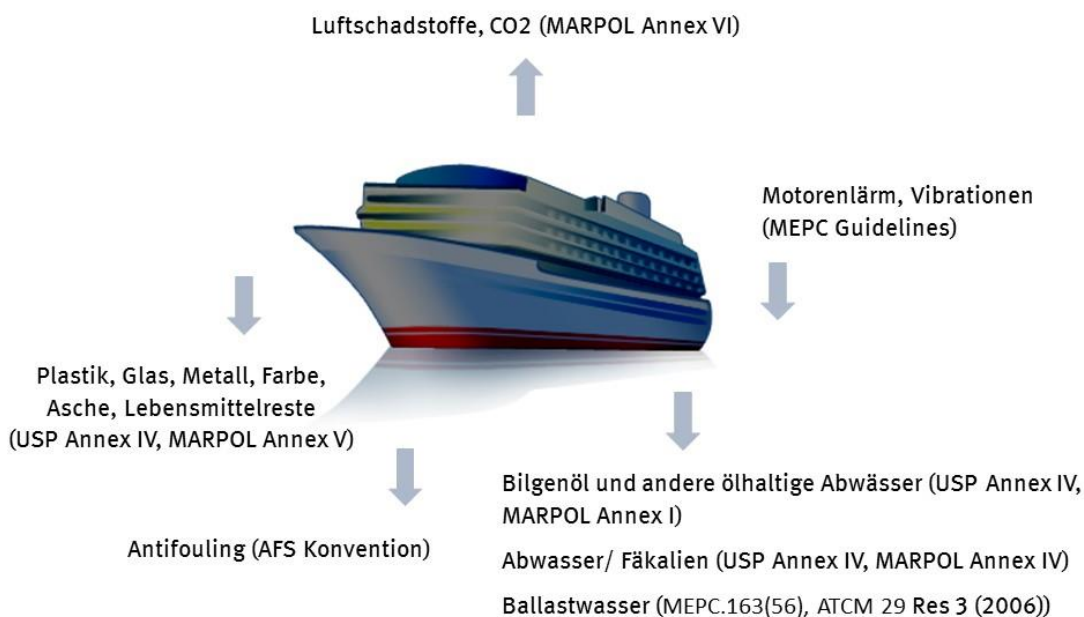 Luftschadstoffe, CO2 (MARPOL Annex VI)
Motorenlärm, Vibrationen
(MEPC Guidelines)
Plastik, Glas, Metall, Farbe,
Asche, Lebensmittelreste
(USP Annex IV, MARPOL Annex V)
Antifouling (AFS Konvention)
Bilgenöl und andere ölhaltige Abwässer (USP Annex IV,
MARPOL Annex I)
Abwasser/ Fäkalien (USP Annex IV, MARPOL Annex IV)
Ballastwasser (MEPC.163(56), ATCM 29 Res 3 (2006))